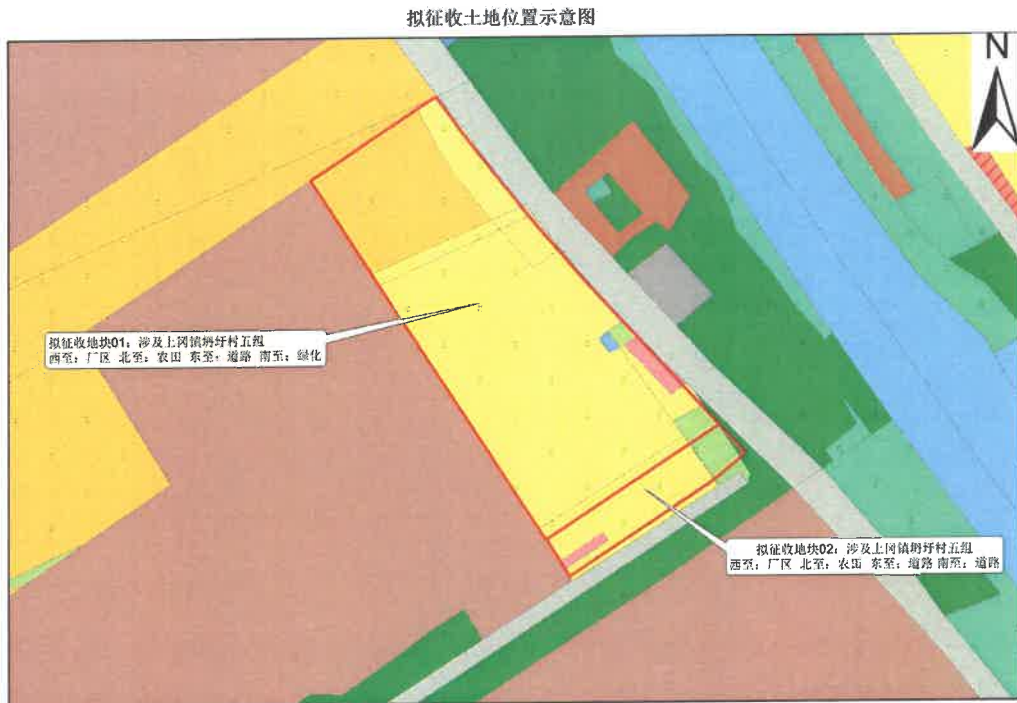 拟征收土地位置示意图
N
拟征收地块01：涉及上冈镇坍圩村五组
西至：厂区 北至：农田 东至：道路 南至：绿化
拟征收地块02：涉及上冈镇坍圩村五组
西至：厂区 北至：农田 东至：道路 南至：道路